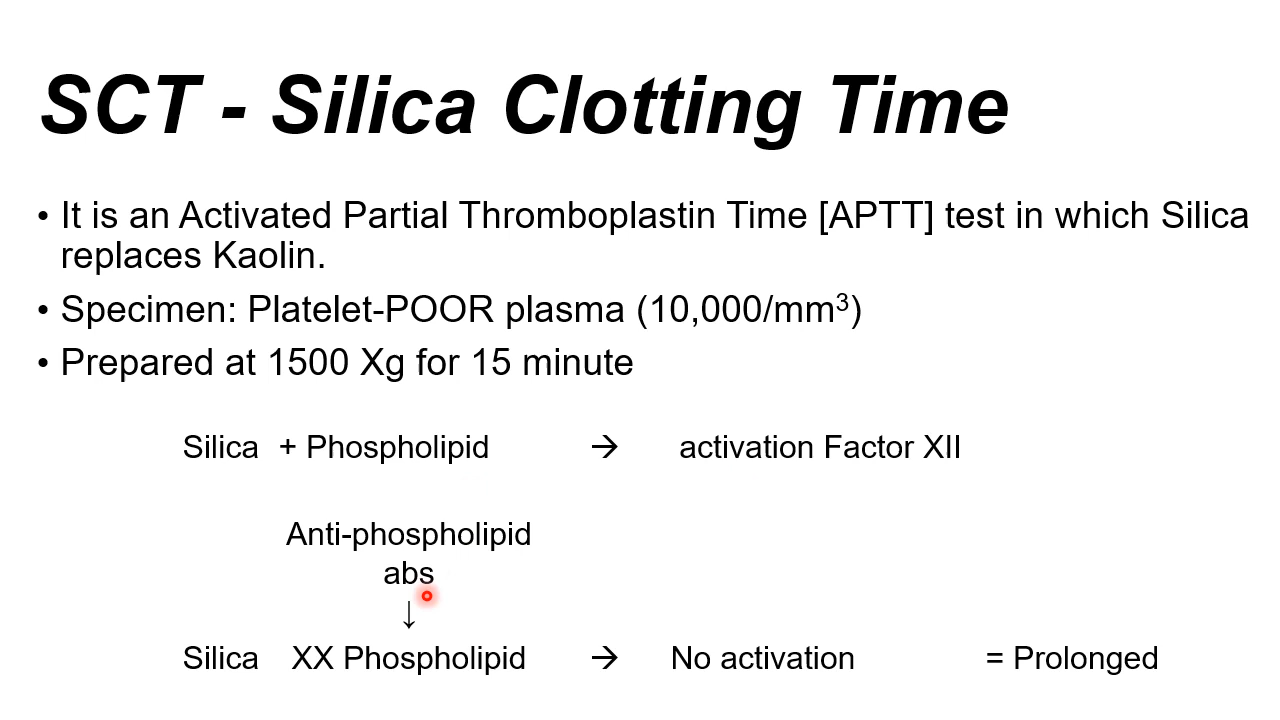 SCT - Silica Clotting Time
• It is an Activated Partial Thromboplastin Time [APTT] test in which Silica
replaces Kaolin.
• Specimen: Platelet-POOR plasma (10,000/mm³)
• Prepared at 1500 Xg for 15 minute
Silica + Phospholipid → activation Factor XII
Anti-phospholipid
abs
↓
Silica XX Phospholipid → No activation = Prolonged